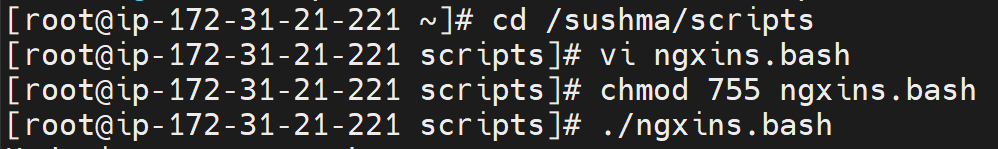 [root@ip-172-31-21-221 ~]# cd /sushma/scripts
[root@ip-172-31-21-221 scripts]# vi ngxins.bash
[root@ip-172-31-21-221 scripts]# chmod 755 ngxins.bash
[root@ip-172-31-21-221 scripts]# ./ngxins.bash